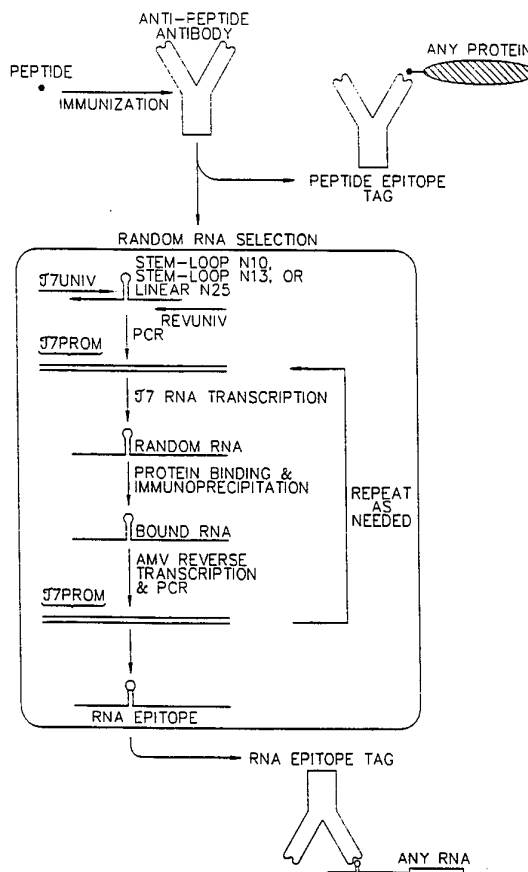 ANTI-PEPTIDE
ANTIBODY
ANY PROTEIN
PEPTIDE
IMMUNIZATION
PEPTIDE EPITOPE
TAG
RANDOM RNA SELECTION
STEM-LOOP N10,
STEM-LOOP N13, OR
LINEAR N25
T7UNIV
REVUNIV
PCR
T7PROM
T7 RNA TRANSCRIPTION
RANDOM RNA
PROTEIN BINDING &
IMMUNOPRECIPITATION
REPEAT
AS
NEEDED
BOUND RNA
AMV REVERSE
TRANSCRIPTION
& PCR
T7PROM
RNA EPITOPE
RNA EPITOPE TAG
ANY RNA